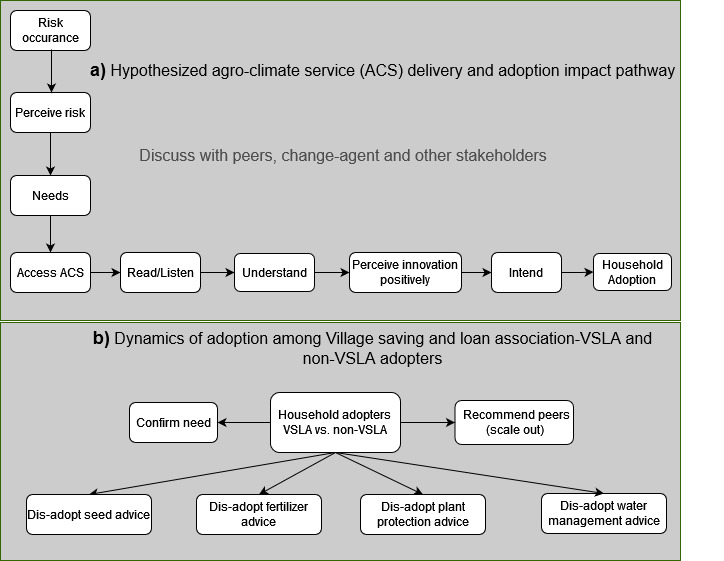 Risk
occurance
a) Hypothesized agro-climate service (ACS) delivery and adoption impact pathway
Perceive risk
Discuss with peers, change-agent and other stakeholders
Needs
Access ACS
Read/Listen
Understand
Perceive innovation
positively
Intend
Household
Adoption
b) Dynamics of adoption among Village saving and loan association-VSLA and
non-VSLA adopters
Confirm need
Household adopters
VSLA vs. non-VSLA
Recommend peers
(scale out)
Dis-adopt seed advice
Dis-adopt fertilizer
advice
Dis-adopt plant
protection advice
Dis-adopt water
management advice